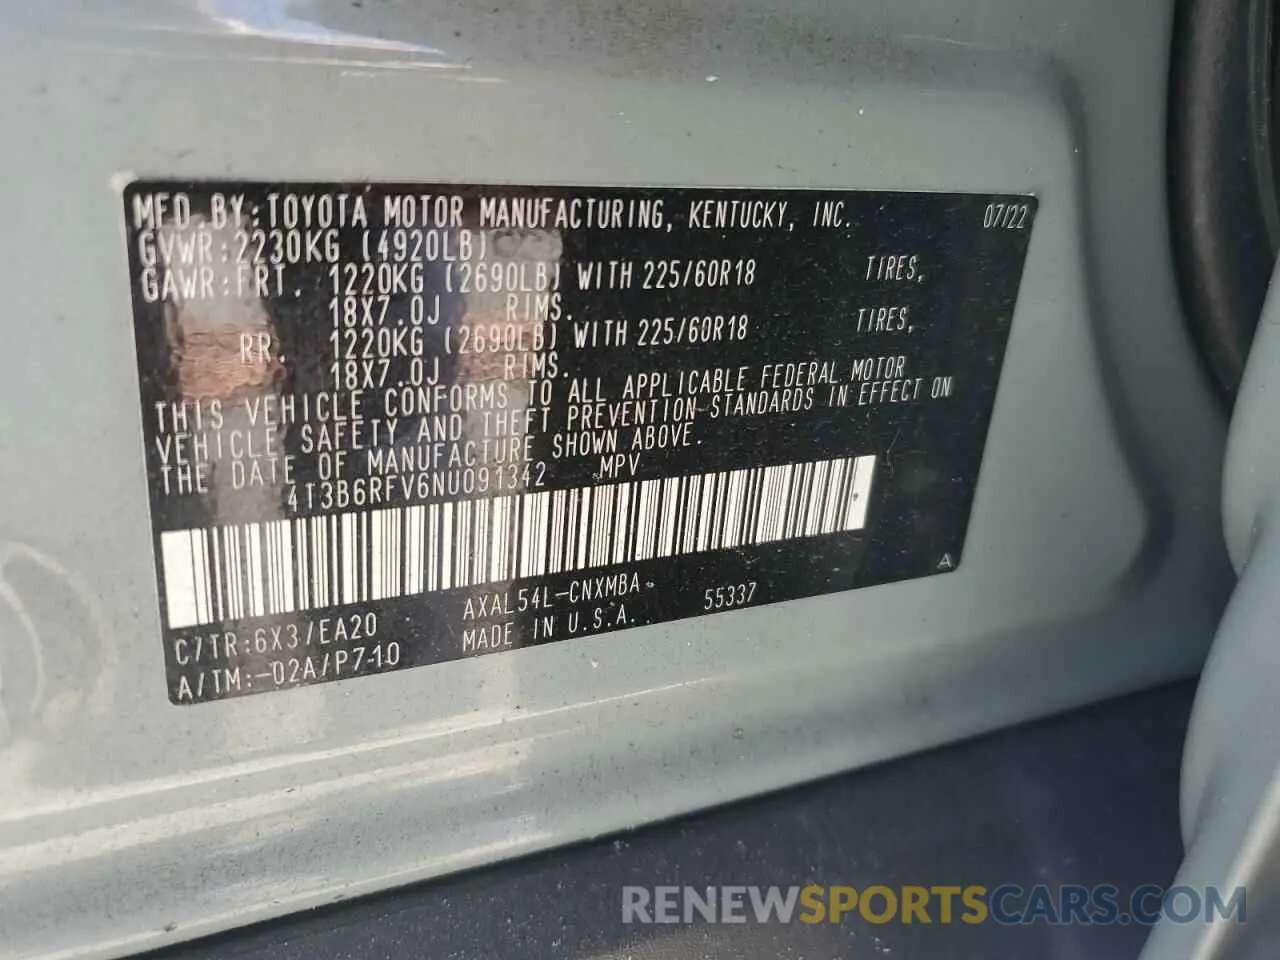 MFD.BY:TOYOTA MOTOR MANUFACTURING, KENTUCKY, INC. 07/22
GVWR:2230KG (4920LB)
GAWR:FRT. 1220KG (2690LB) WITH 225/60R18 TIRES,
18X7.0J RIMS.
RR. 1220KG (2690LB) WITH 225/60R18 TIRES,
18X7.0J RIMS.
THIS VEHICLE CONFORMS TO ALL APPLICABLE FEDERAL MOTOR
VEHICLE SAFETY AND THEFT PREVENTION STANDARDS IN EFFECT ON
THE DATE OF MANUFACTURE SHOWN ABOVE.
4T3B6RFV6NU091342 MPV
C/TR:6X3/EA20 AXAL54L-CNXMBA 55337 A
A/TM:-02A/P710 MADE IN U.S.A.
RENEWSPORTSCARS.COM